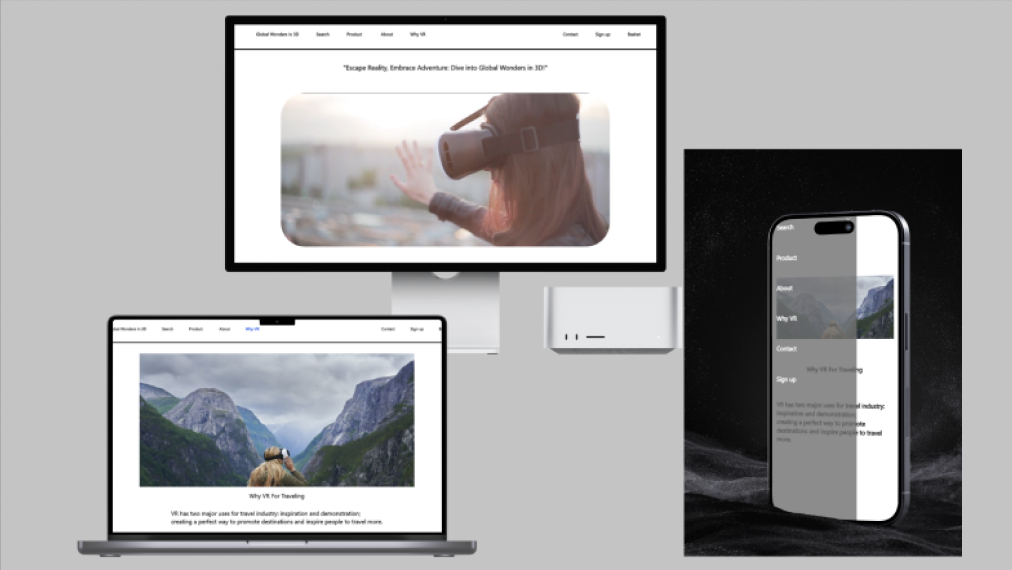 Global Wonders in 3D Search Product About Why VR Contact Sign up Basket
"Escape Reality, Embrace Adventure: Dive into Global Wonders in 3D!"
obal Wonders in 3D Search Product About Why VR Contact Sign up B
Why VR For Traveling
VR has two major uses for travel industry: inspiration and demonstration;
creating a perfect way to promote destinations and inspire people to travel more.
Search
Product
About
Why VR
Contact
Sign up
Why VR For Traveling
VR has two major uses for travel industry:
inspiration and demonstration;
creating a perfect way to promote
destinations and inspire people to travel
more.